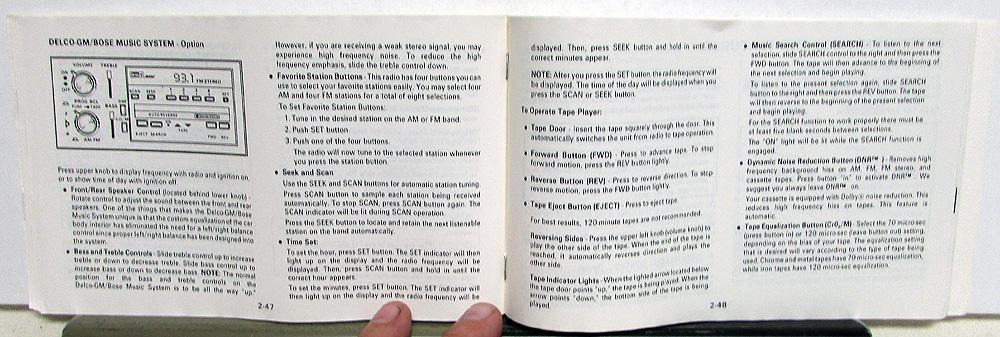 DELCO-GM/BOSE MUSIC SYSTEM - Option
VOLUME TREBLE
ON
OFF
93.1
FM STEREO
SCAN SEEK 1 2 3 4 SET
PROG REL
TUNE TAPE BASS
AUTO-REVERSE
EJECT SEARCH
TAPE
FWD REV
AM-FM
Press upper knob to display frequency with radio and ignition on,
or to show time of day with ignition off.
• Front/Rear Speaker Control (located behind lower knob) -
Rotate control to adjust the sound between the front and rear
speakers. One of the things that makes the Delco-GM/Bose
Music System unique is that the custom equalization of the car
body interior has eliminated the need for a left/right balance
control since proper left/right balance has been designed into
the system.
• Bass and Treble Controls - Slide treble control up to increase
treble or down to decrease treble. Slide bass control up to
increase bass or down to decrease bass. NOTE: The normal
position for the bass and treble controls on the
Delco-GM/Bose Music System is to be all the way "up."
2-47
However, if you are receiving a weak stereo signal, you may
experience high frequency noise. To reduce the high
frequency emphasis, slide the treble control down.
• Favorite Station Buttons - This radio has four buttons you can
use to select your favorite stations easily. You may select four
AM and four FM stations for a total of eight selections.
To Set Favorite Station Buttons:
1. Tune in the desired station on the AM or FM band.
2. Push SET button.
3. Push one of the four buttons.
The radio will now tune to the selected station whenever
you press the station button.
• Seek and Scan
Use the SEEK and SCAN buttons for automatic station tuning.
Press SCAN button to sample each station being received
automatically. To stop SCAN, press SCAN button again. The
SCAN indicator will be lit during SCAN operation.
Press the SEEK button to locate and retain the next listenable
station on the band automatically.
• Time Set:
To set the hour, press SET button. The SET indicator will then
light up on the display and the radio frequency will be
displayed. Then, press SCAN button and hold in until the
correct hour appears.
To set the minutes, press SET button. The SET indicator will
then light up on the display and the radio frequency will be
displayed. Then, press SEEK button and hold in until the
correct minutes appear.
NOTE: After you press the SET button, the radio frequency will
be displayed. The time of the day will be displayed when you
press the SCAN or SEEK button.
To Operate Tape Player:
• Tape Door - Insert the tape squarely through the door. This
automatically switches the unit from radio to tape operation.
• Forward Button (FWD) - Press to advance tape. To stop
forward motion, press the REV button lightly.
• Reverse Button (REV) - Press to reverse direction. To stop
reverse motion, press the FWD button lightly.
• Tape Eject Button (EJECT) - Press to eject tape.
For best results, 120 minute tapes are not recommended.
Reversing Sides - Press the upper left knob (volume knob) to
play the other side of the tape. When the end of the tape is
reached, it automatically reverses direction and plays the
other side.
Tape Indicator Lights - When the lighted arrow located below
the tape door points "up," the tape is being played. When the
arrow points "down," the bottom side of the tape is being
played.
2-48
• Music Search Control (SEARCH) - To listen to the next
selection, slide SEARCH control to the right and then press the
FWD button. The tape will then advance to the beginning of
the next selection and begin playing.
To listen to the present selection again, slide SEARCH
button to the right and then press the REV button. The tape
will then reverse to the beginning of the present selection
and begin playing.
For the SEARCH function to work properly there must be
at least five blank seconds between selections.
The "ON" light will be lit while the SEARCH function is
engaged.
• Dynamic Noise Reduction Button (DNR™) - Removes high
frequency background hiss on AM, FM, FM stereo, and
cassette tapes. Press button "in" to activate DNR™. We
suggest you always leave DNR™ on.
Your cassette is equipped with Dolby® noise reduction. This
reduces high frequency hiss on tapes. This feature is
automatic.
• Tape Equalization Button (CrO₂/M) - Select the 70 micro-sec
(press button in) or 120 micro-sec (leave button out) setting,
depending on the bias of your tape. The equalization setting
that is desired will vary according to the type of tape being
used. Chrome and metal tapes have 70 micro-sec equalization,
while iron tapes have 120 micro-sec equalization.